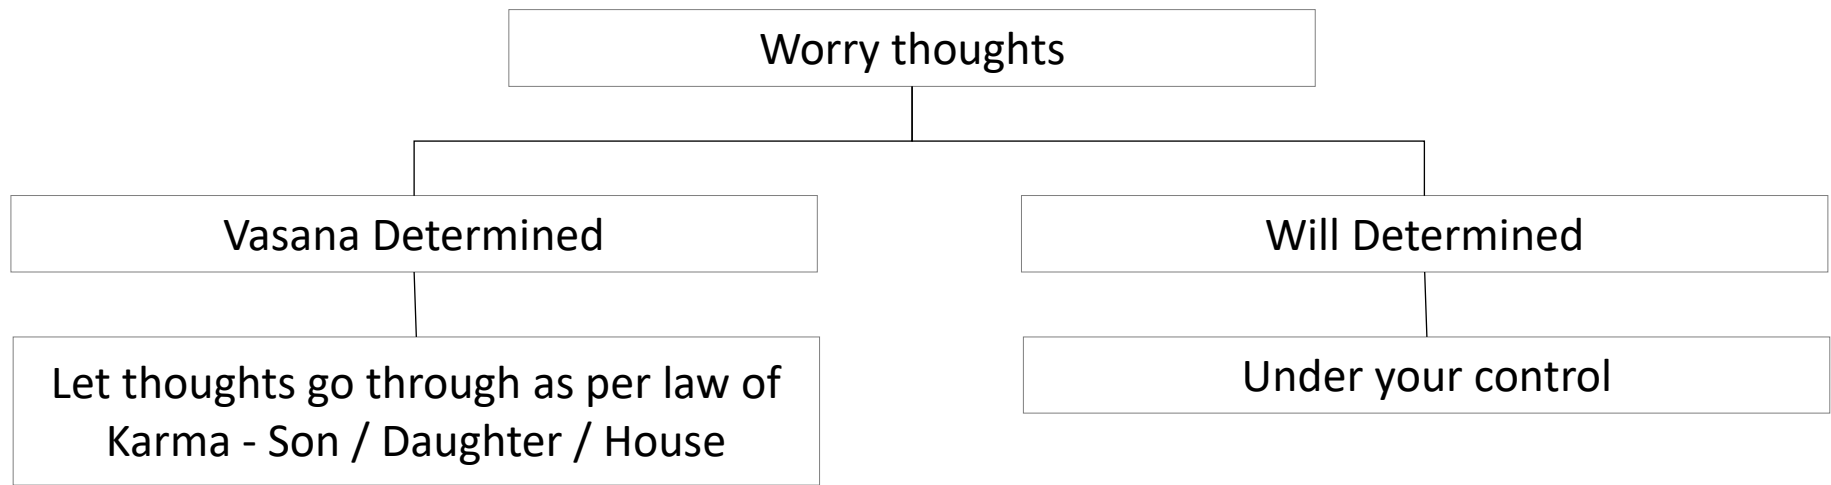 Worry thoughts
Vasana Determined
Will Determined
Let thoughts go through as per law of
Karma - Son / Daughter / House
Under your control